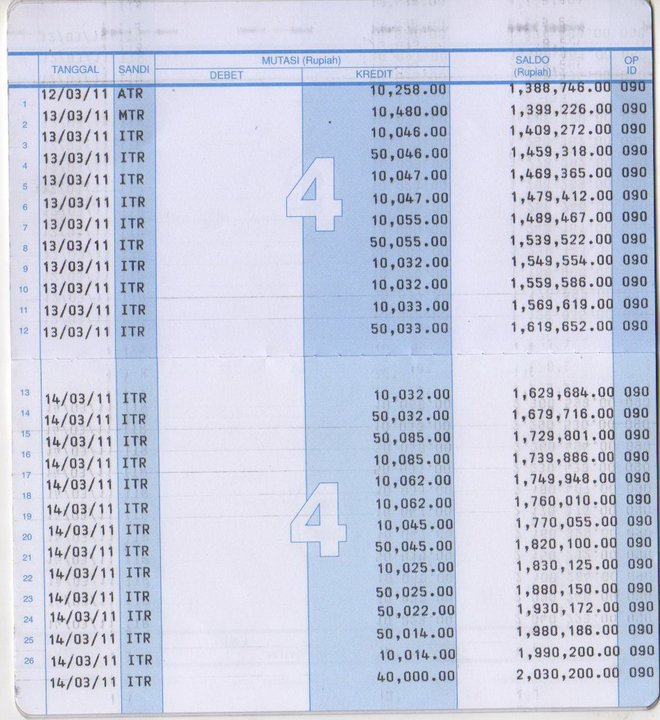 TANGGAL SANDI MUTASI (Rupiah) SALDO (Rupiah) OP ID
DEBET KREDIT
1 12/03/11 ATR 10,258.00 1,388,746.00 090
2 13/03/11 MTR 10,480.00 1,399,226.00 090
3 13/03/11 ITR 10,046.00 1,409,272.00 090
4 13/03/11 ITR 50,046.00 1,459,318.00 090
5 13/03/11 ITR 10,047.00 1,469,365.00 090
6 13/03/11 ITR 10,047.00 1,479,412.00 090
7 13/03/11 ITR 10,055.00 1,489,467.00 090
8 13/03/11 ITR 50,055.00 1,539,522.00 090
9 13/03/11 ITR 10,032.00 1,549,554.00 090
10 13/03/11 ITR 10,032.00 1,559,586.00 090
11 13/03/11 ITR 10,033.00 1,569,619.00 090
12 13/03/11 ITR 50,033.00 1,619,652.00 090
4
13 14/03/11 ITR 10,032.00 1,629,684.00 090
14 14/03/11 ITR 50,032.00 1,679,716.00 090
15 14/03/11 ITR 50,085.00 1,729,801.00 090
16 14/03/11 ITR 10,085.00 1,739,886.00 090
17 14/03/11 ITR 10,062.00 1,749,948.00 090
18 14/03/11 ITR 10,062.00 1,760,010.00 090
19 14/03/11 ITR 10,045.00 1,770,055.00 090
20 14/03/11 ITR 50,045.00 1,820,100.00 090
21 14/03/11 ITR 10,025.00 1,830,125.00 090
22 14/03/11 ITR 50,025.00 1,880,150.00 090
23 14/03/11 ITR 50,022.00 1,930,172.00 090
24 14/03/11 ITR 50,014.00 1,980,186.00 090
25 14/03/11 ITR 10,014.00 1,990,200.00 090
26 14/03/11 ITR 40,000.00 2,030,200.00 090
4